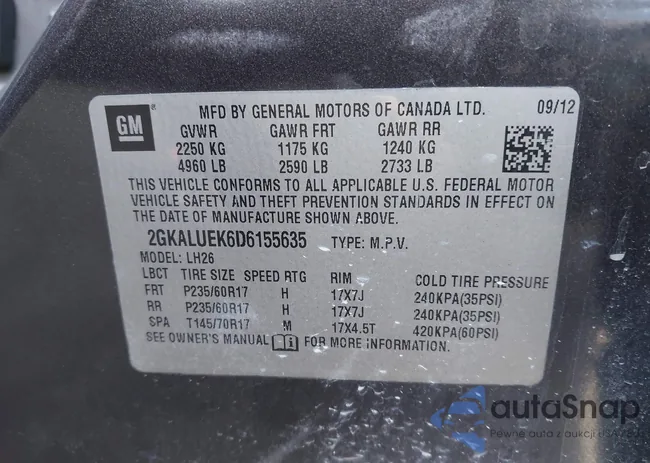 GM
MFD BY GENERAL MOTORS OF CANADA LTD. 09/12
GVWR GAWR FRT GAWR RR
2250 KG 1175 KG 1240 KG
4960 LB 2590 LB 2733 LB
THIS VEHICLE CONFORMS TO ALL APPLICABLE U.S. FEDERAL MOTOR
VEHICLE SAFETY AND THEFT PREVENTION STANDARDS IN EFFECT ON
THE DATE OF MANUFACTURE SHOWN ABOVE.
2GKALUEK6D6155635 TYPE: M.P.V.
MODEL: LH26
LBCT TIRE SIZE SPEED RTG RIM COLD TIRE PRESSURE
FRT P235/60R17 H 17X7J 240KPA(35PSI)
RR P235/60R17 H 17X7J 240KPA(35PSI)
SPA T145/70R17 M 17X4.5T 420KPA(60PSI)
SEE OWNER'S MANUAL i FOR MORE INFORMATION
autoSnap
Pewne auta z aukcji USA